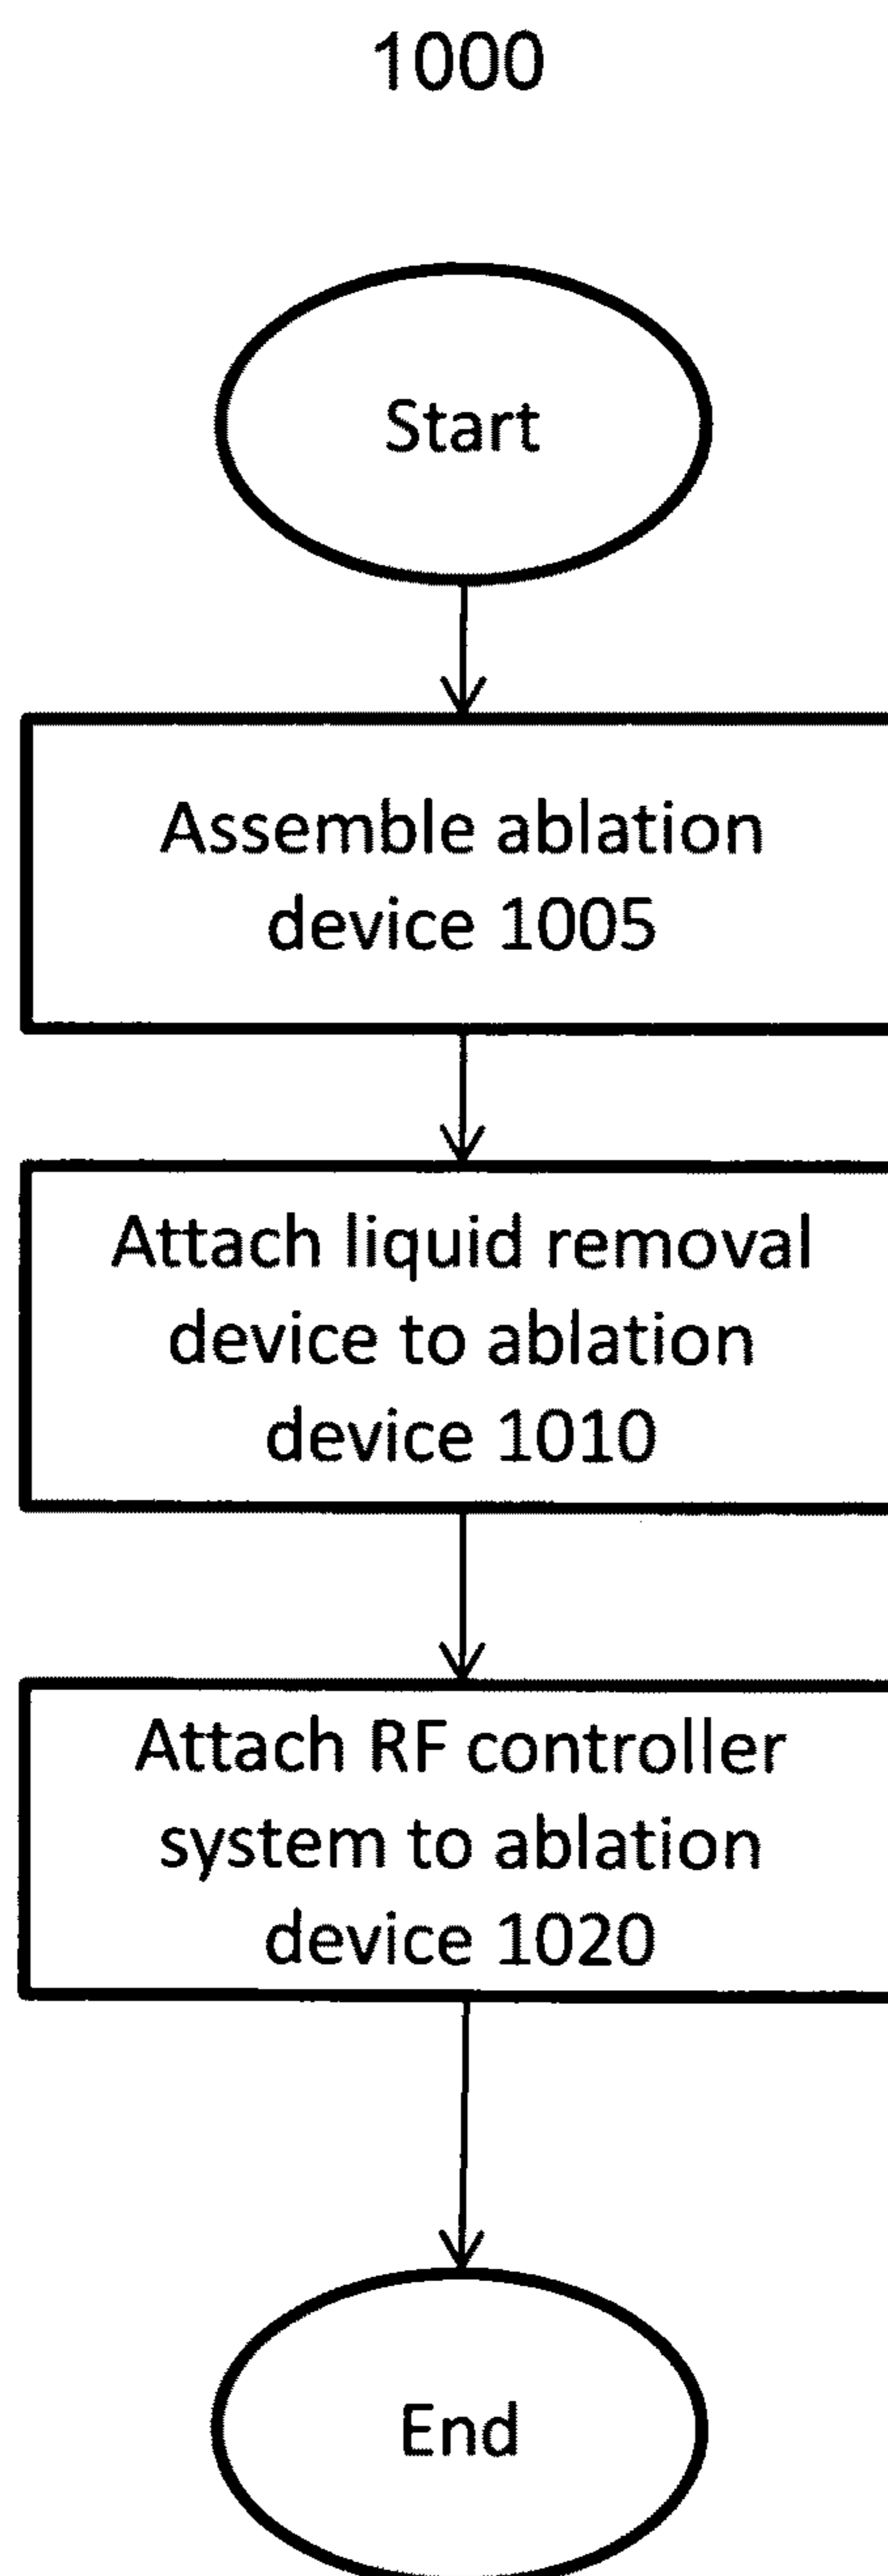 1000
Start
Assemble ablation
device 1005
Attach liquid removal
device to ablation
device 1010
Attach RF controller
system to ablation
device 1020
End